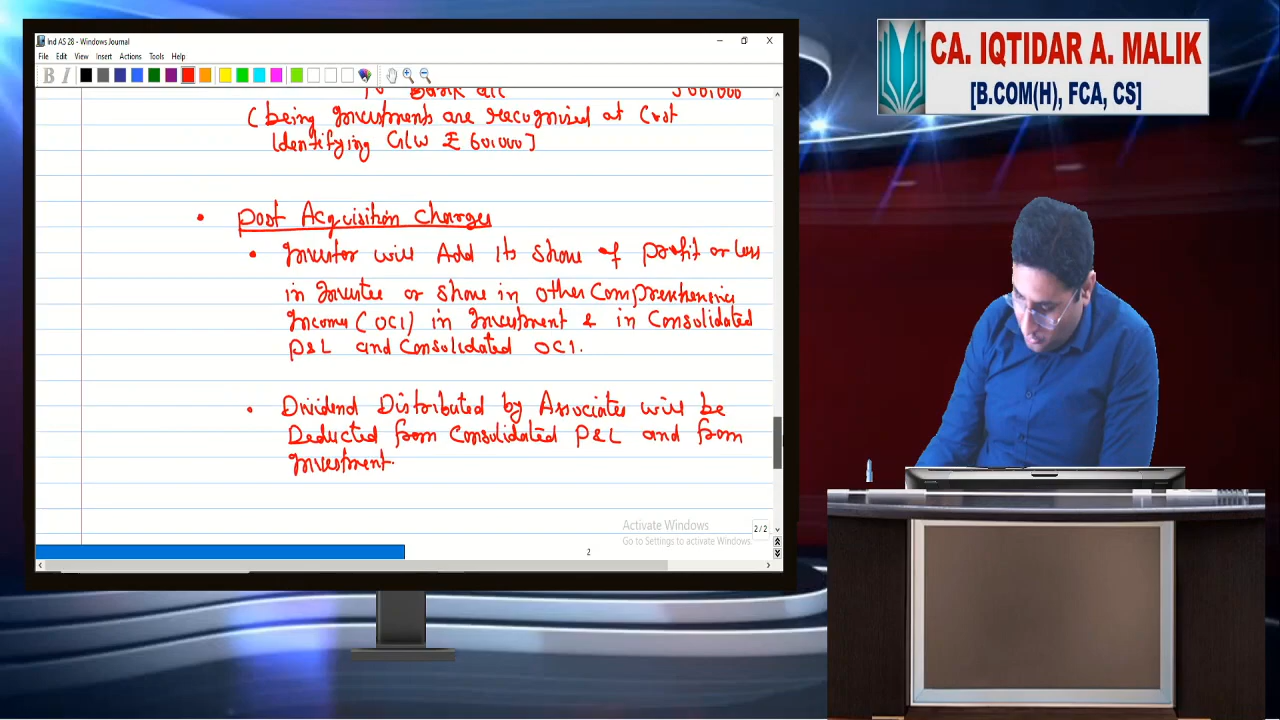 Ind AS 28 - Windows Journal
File Edit View Insert Actions Tools Help
B I
To Bank a/c
(being Investments are recognised at Cost
Identifying G/W
Post Acquisition Charges
• Investor will Add its share of profit or loss
in Investee or share in other Comprehensive
Income (OCI) in Investment & in Consolidated
P&L and Consolidated OCI.
• Dividend Distributed by Associates will be
Deducted from Consolidated P&L and from
Investment.
Activate Windows
Go to Settings to activate Windows.
2/2
2
CA. IQTIDAR A. MALIK
[B.COM(H), FCA, CS]